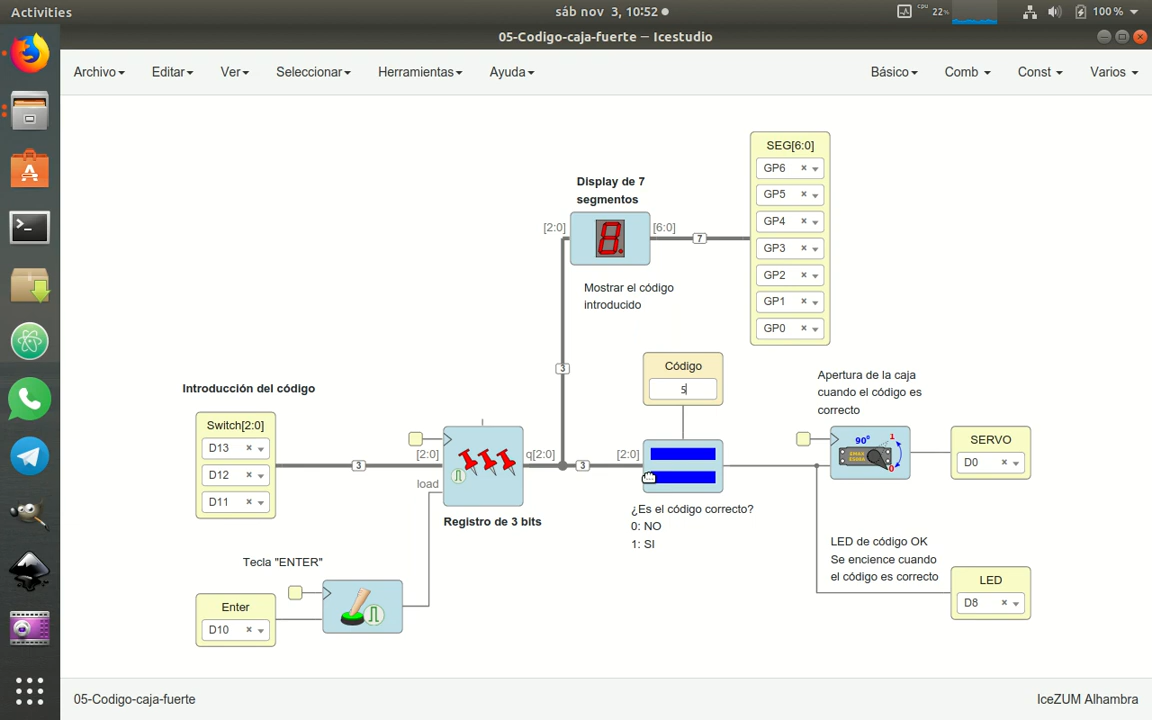 Activities
sáb nov 3, 10:52
CPU
22%
100 %
05-Codigo-caja-fuerte — Icestudio
Archivo
Editar
Ver
Seleccionar
Herramientas
Ayuda
Básico
Comb
Const
Varios
SEG[6:0]
GP6
GP5
GP4
GP3
GP2
GP1
GP0
Display de 7
segmentos
[2:0]
[6:0]
7
Mostrar el código
introducido
3
Código
5
Apertura de la caja
cuando el código es
correcto
Introducción del código
Switch[2:0]
D13
D12
D11
3
[2:0]
load
q[2:0]
3
[2:0]
Registro de 3 bits
¿Es el código correcto?
0: NO
1: SI
90º
1
0
SERVO
D0
Tecla "ENTER"
Enter
D10
LED de código OK
Se encience cuando
el código es correcto
LED
D8
05-Codigo-caja-fuerte
IceZUM Alhambra